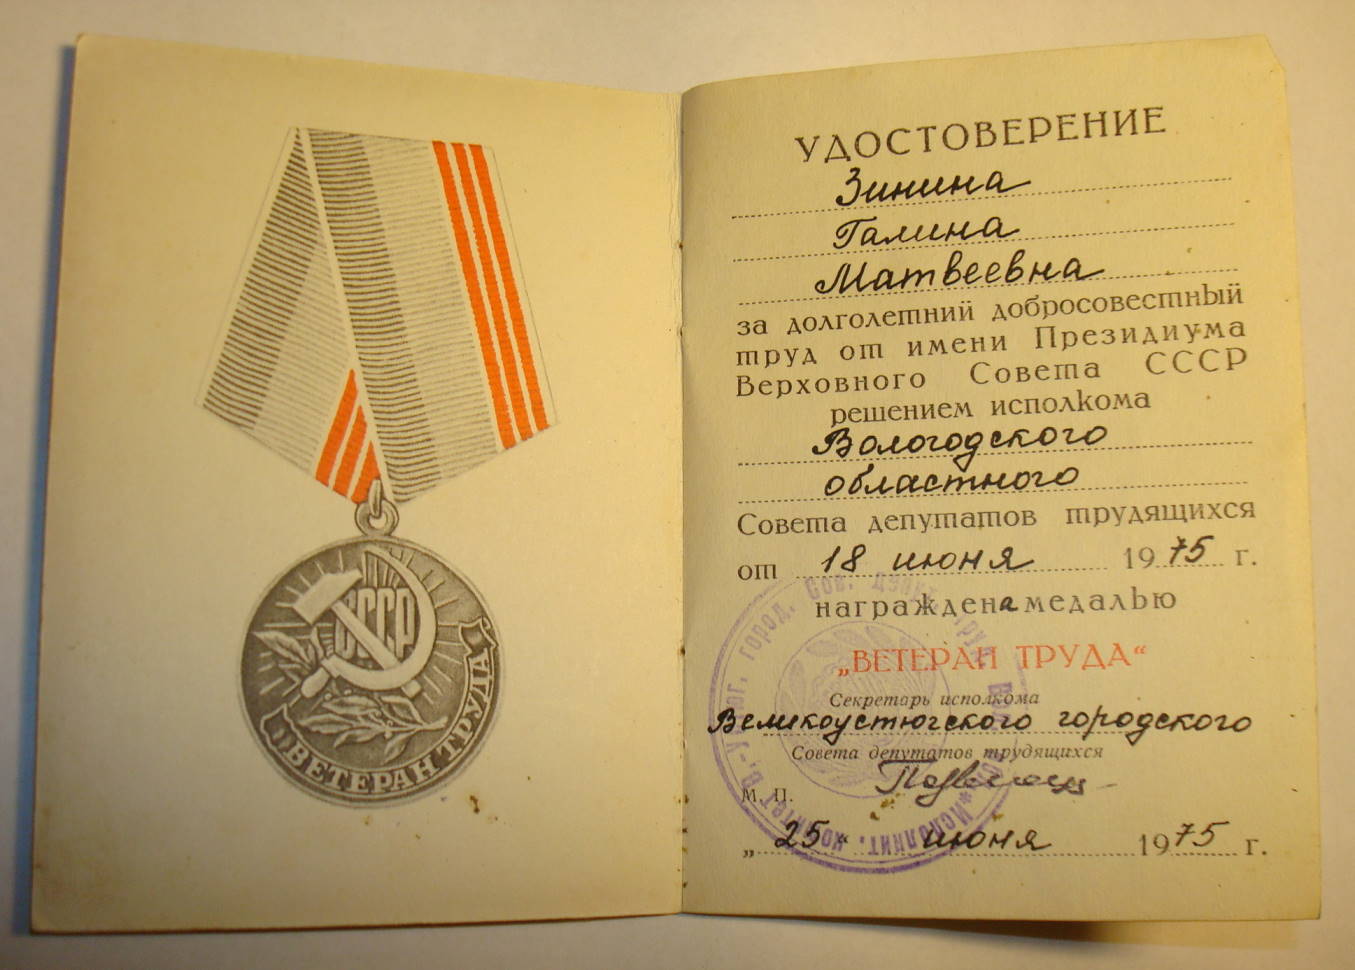 СССР
ВЕТЕРАН ТРУДА
УДОСТОВЕРЕНИЕ
Зинина
Галина
Матвеевна
за долголетний добросовестный
труд от имени Президиума
Верховного Совета СССР
решением исполкома
Вологодского
областного
Совета депутатов трудящихся
от 18 июня 1975 г.
награждена медалью
„ВЕТЕРАН ТРУДА“
Секретарь исполкома
Великоустюгского городского
Совета депутатов трудящихся
М. П.
„25“ июня 1975 г.